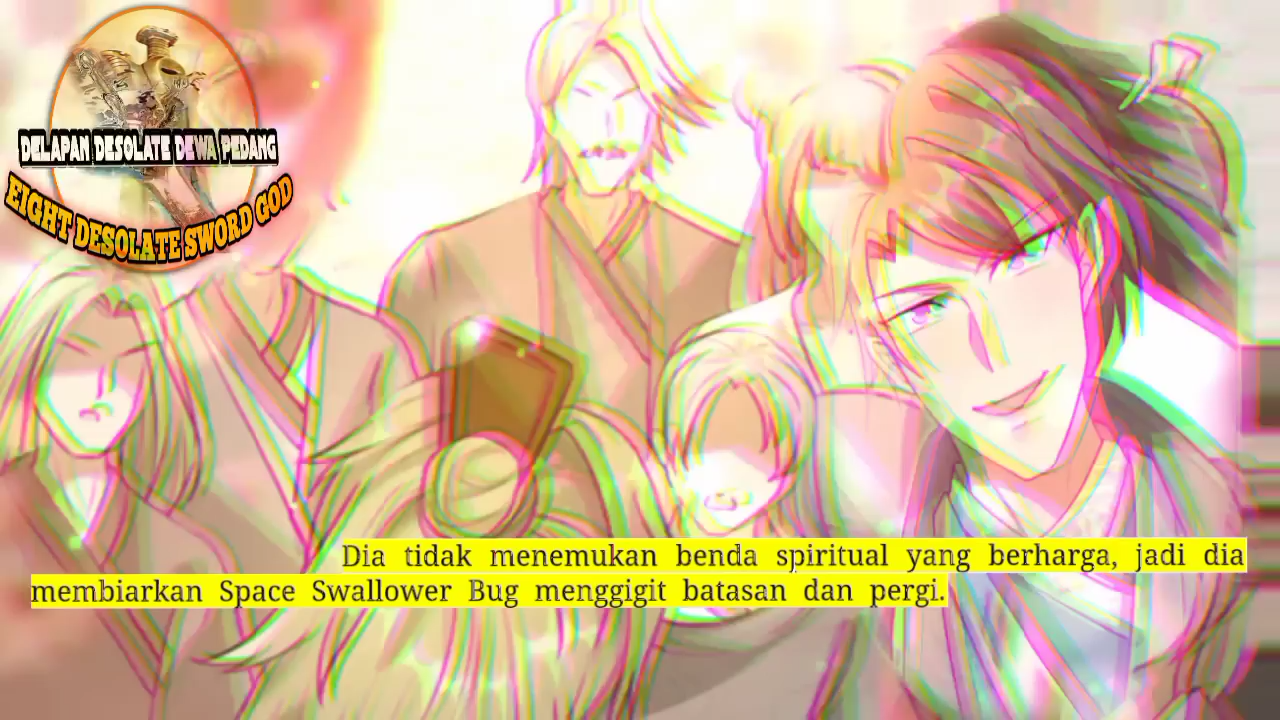 DELAPAN DESOLATE DEWA PEDANG
EIGHT DESOLATE SWORD GOD
Dia tidak menemukan benda spiritual yang berharga, jadi dia
membiarkan Space Swallower Bug menggigit batasan dan pergi.